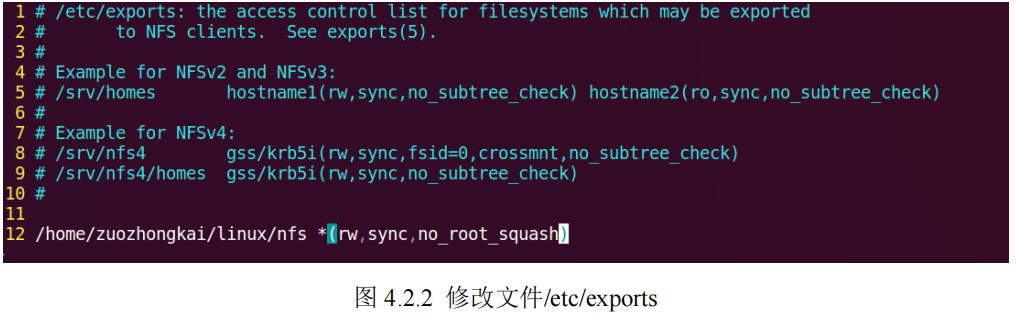 1 # /etc/exports: the access control list for filesystems which may be exported
2 #       to NFS clients.  See exports(5).
3 #
4 # Example for NFSv2 and NFSv3:
5 # /srv/homes       hostname1(rw,sync,no_subtree_check) hostname2(ro,sync,no_subtree_check)
6 #
7 # Example for NFSv4:
8 # /srv/nfs4        gss/krb5i(rw,sync,fsid=0,crossmnt,no_subtree_check)
9 # /srv/nfs4/homes  gss/krb5i(rw,sync,no_subtree_check)
10 #
11
12 /home/zuozhongkai/linux/nfs *(rw,sync,no_root_squash)
图 4.2.2 修改文件/etc/exports